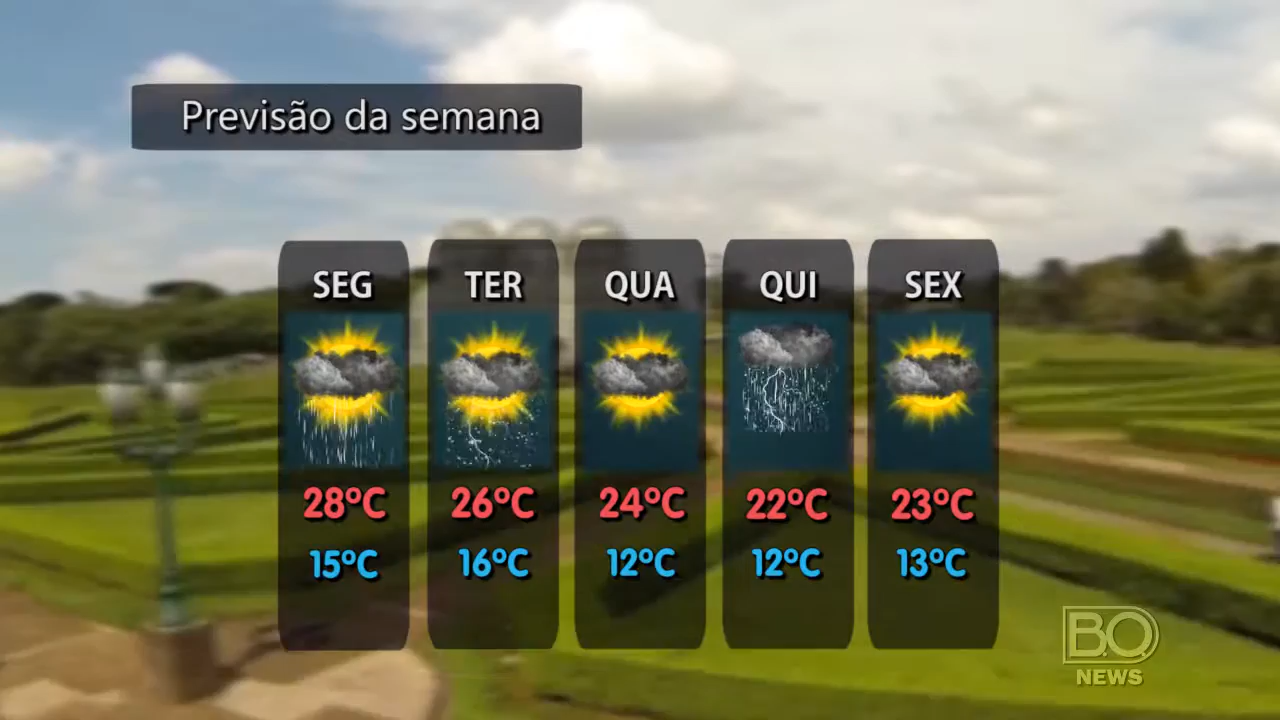 Previsão da semana
SEG TER QUA QUI SEX
28ºC 26ºC 24ºC 22ºC 23ºC
15ºC 16ºC 12ºC 12ºC 13ºC
BO
NEWS